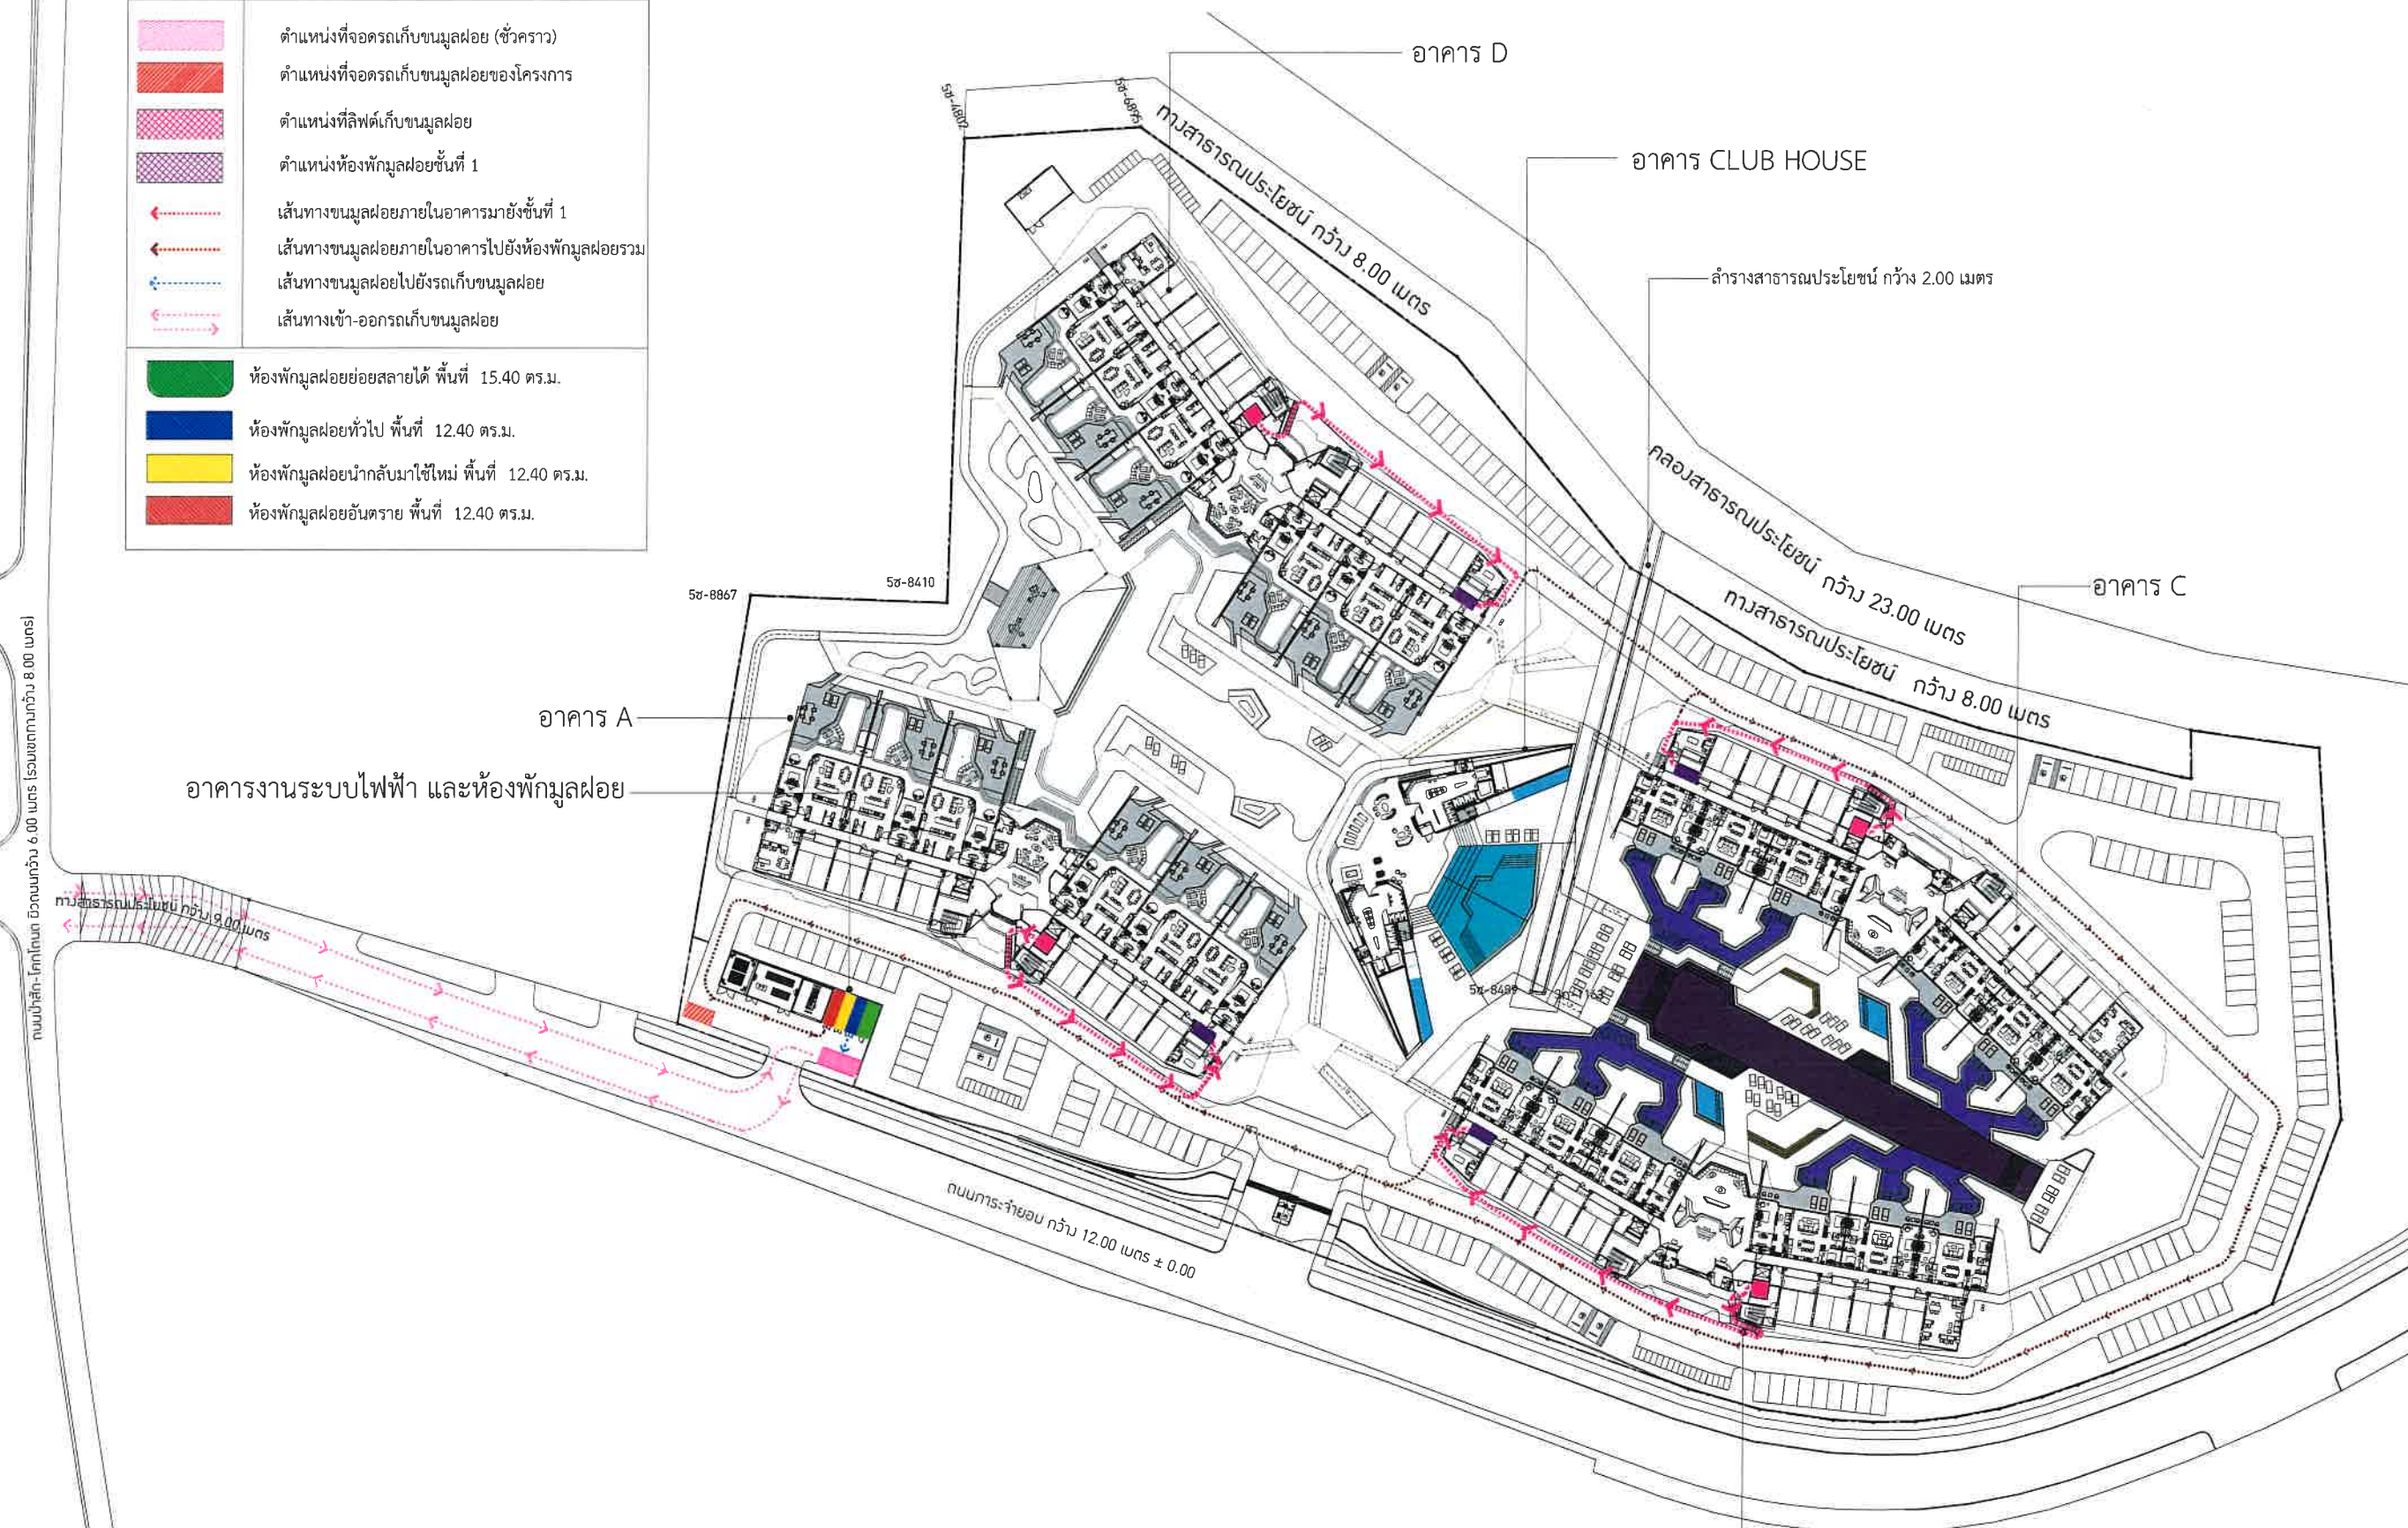 ตำแหน่งที่จอดรถเก็บขนมูลฝอย (ชั่วคราว)
ตำแหน่งที่จอดรถเก็บขนมูลฝอยของโครงการ
ตำแหน่งที่ลิฟต์เก็บขนมูลฝอย
ตำแหน่งห้องพักมูลฝอยชั้นที่ 1
เส้นทางขนมูลฝอยภายในอาคารมายังชั้นที่ 1
เส้นทางขนมูลฝอยภายในอาคารไปยังห้องพักมูลฝอยรวม
เส้นทางขนมูลฝอยไปยังรถเก็บขนมูลฝอย
เส้นทางเข้า-ออกรถเก็บขนมูลฝอย
ห้องพักมูลฝอยย่อยสลายได้ พื้นที่ 15.40 ตร.ม.
ห้องพักมูลฝอยทั่วไป พื้นที่ 12.40 ตร.ม.
ห้องพักมูลฝอยนำกลับมาใช้ใหม่ พื้นที่ 12.40 ตร.ม.
ห้องพักมูลฝอยอันตราย พื้นที่ 12.40 ตร.ม.
อาคาร D
5ช-4802
5ช-6895
ทางสาธารณประโยชน์ กว้าง 8.00 เมตร
อาคาร CLUB HOUSE
ลำรางสาธารณประโยชน์ กว้าง 2.00 เมตร
คลองสาธารณประโยชน์ กว้าง 23.00 เมตร
อาคาร C
ทางสาธารณประโยชน์ กว้าง 8.00 เมตร
5ช-8867
5ช-8410
อาคาร A
อาคารงานระบบไฟฟ้า และห้องพักมูลฝอย
ทางสาธารณประโยชน์ กว้าง 9.00 เมตร
5ช-8489
ถนนภาระจำยอม กว้าง 12.00 เมตร ± 0.00